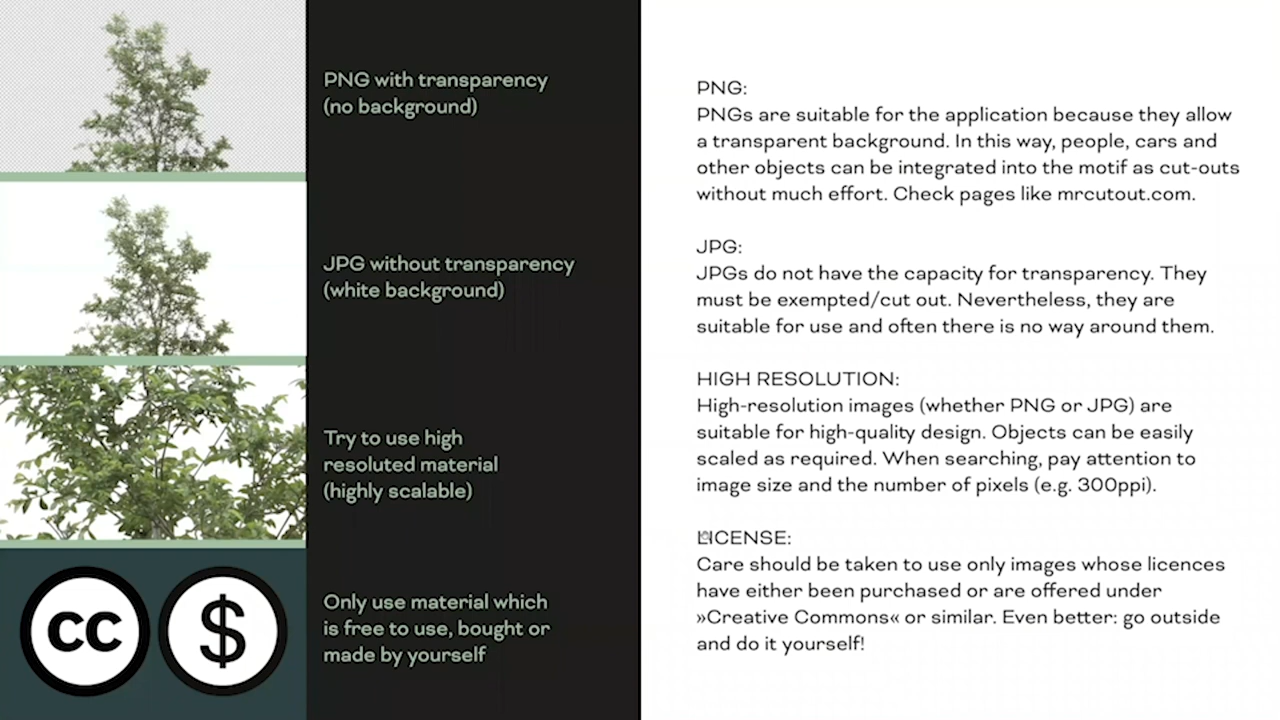 PNG with transparency
(no background)
JPG without transparency
(white background)
Try to use high
resoluted material
(highly scalable)
cc $
Only use material which
is free to use, bought or
made by yourself
PNG:
PNGs are suitable for the application because they allow
a transparent background. In this way, people, cars and
other objects can be integrated into the motif as cut-outs
without much effort. Check pages like mrcutout.com.
JPG:
JPGs do not have the capacity for transparency. They
must be exempted/cut out. Nevertheless, they are
suitable for use and often there is no way around them.
HIGH RESOLUTION:
High-resolution images (whether PNG or JPG) are
suitable for high-quality design. Objects can be easily
scaled as required. When searching, pay attention to
image size and the number of pixels (e.g. 300ppi).
LICENSE:
Care should be taken to use only images whose licences
have either been purchased or are offered under
»Creative Commons« or similar. Even better: go outside
and do it yourself!